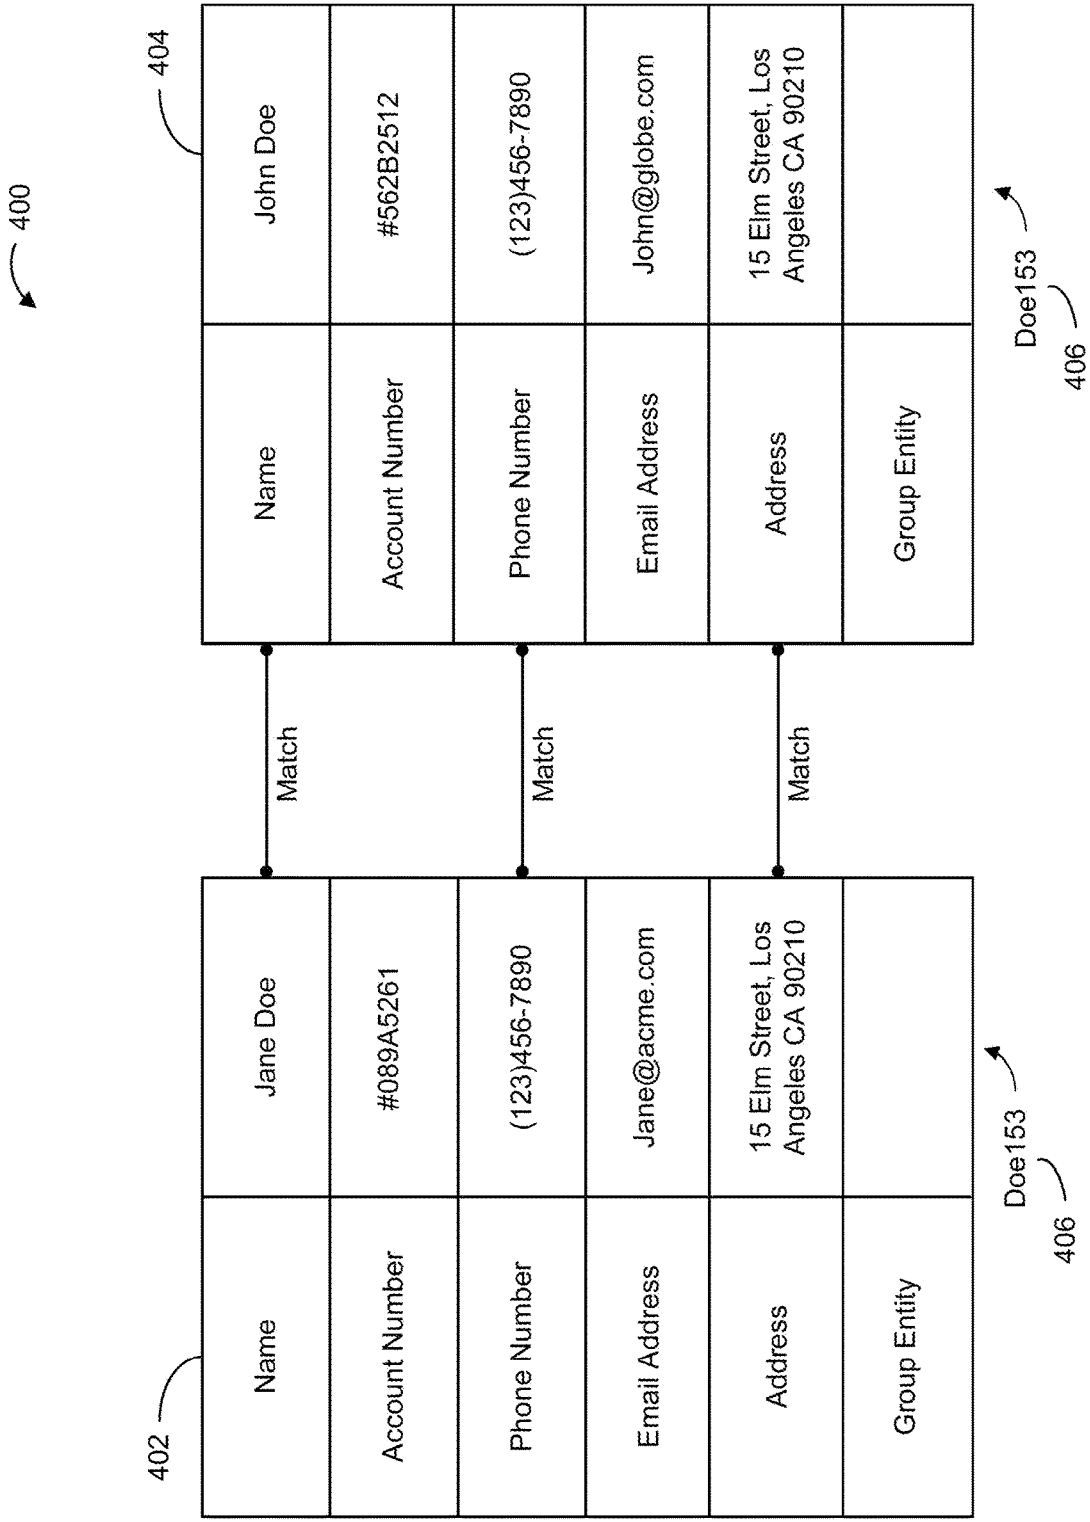 400
402
Name
Jane Doe
Account Number
#089A5261
Phone Number
(123)456-7890
Email Address
Jane@acme.com
Address
15 Elm Street, Los
Angeles CA 90210
Group Entity
Doe153
406
Match
Match
Match
404
Name
John Doe
Account Number
#562B2512
Phone Number
(123)456-7890
Email Address
John@globe.com
Address
15 Elm Street, Los
Angeles CA 90210
Group Entity
Doe153
406